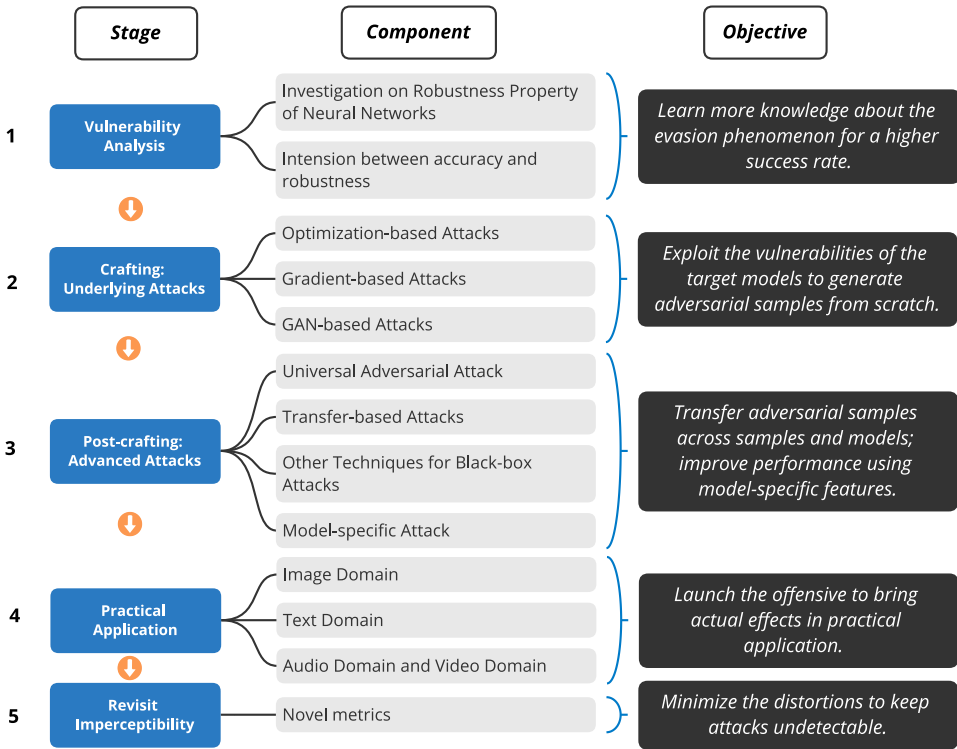 Stage
Component
Objective
1
Vulnerability
Analysis
Investigation on Robustness Property
of Neural Networks
Intension between accuracy and
robustness
Learn more knowledge about the
evasion phenomenon for a higher
success rate.
2
Crafting:
Underlying Attacks
Optimization-based Attacks
Gradient-based Attacks
GAN-based Attacks
Exploit the vulnerabilities of the
target models to generate
adversarial samples from scratch.
3
Post-crafting:
Advanced Attacks
Universal Adversarial Attack
Transfer-based Attacks
Other Techniques for Black-box
Attacks
Model-specific Attack
Transfer adversarial samples
across samples and models;
improve performance using
model-specific features.
4
Practical
Application
Image Domain
Text Domain
Audio Domain and Video Domain
Launch the offensive to bring
actual effects in practical
application.
5
Revisit
Imperceptibility
Novel metrics
Minimize the distortions to keep
attacks undetectable.